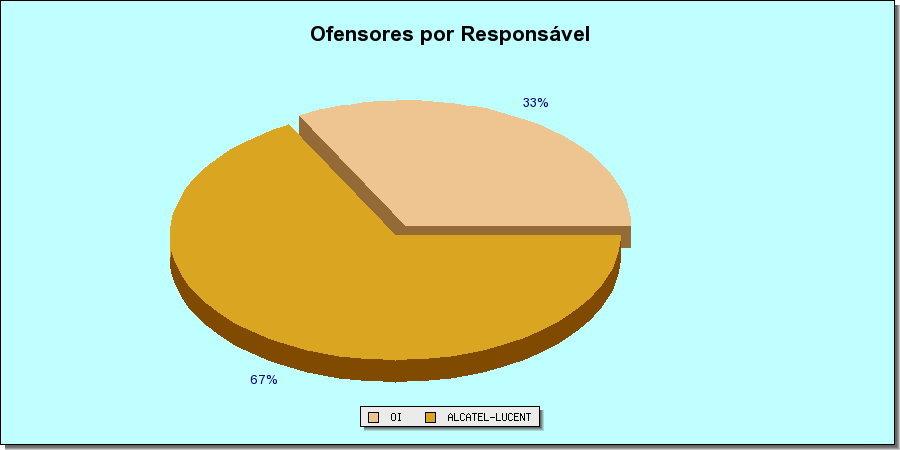 Ofensores por Responsável
33%
67%
OI ALCATEL-LUCENT